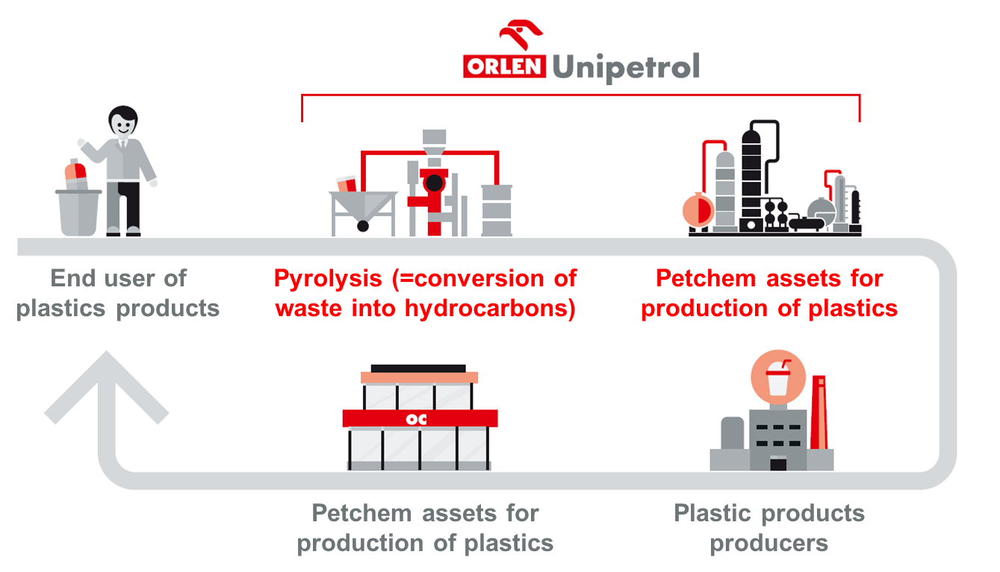 ORLEN Unipetrol
End user of
plastics products
Pyrolysis (=conversion of
waste into hydrocarbons)
Petchem assets for
production of plastics
OC
Petchem assets for
production of plastics
Plastic products
producers